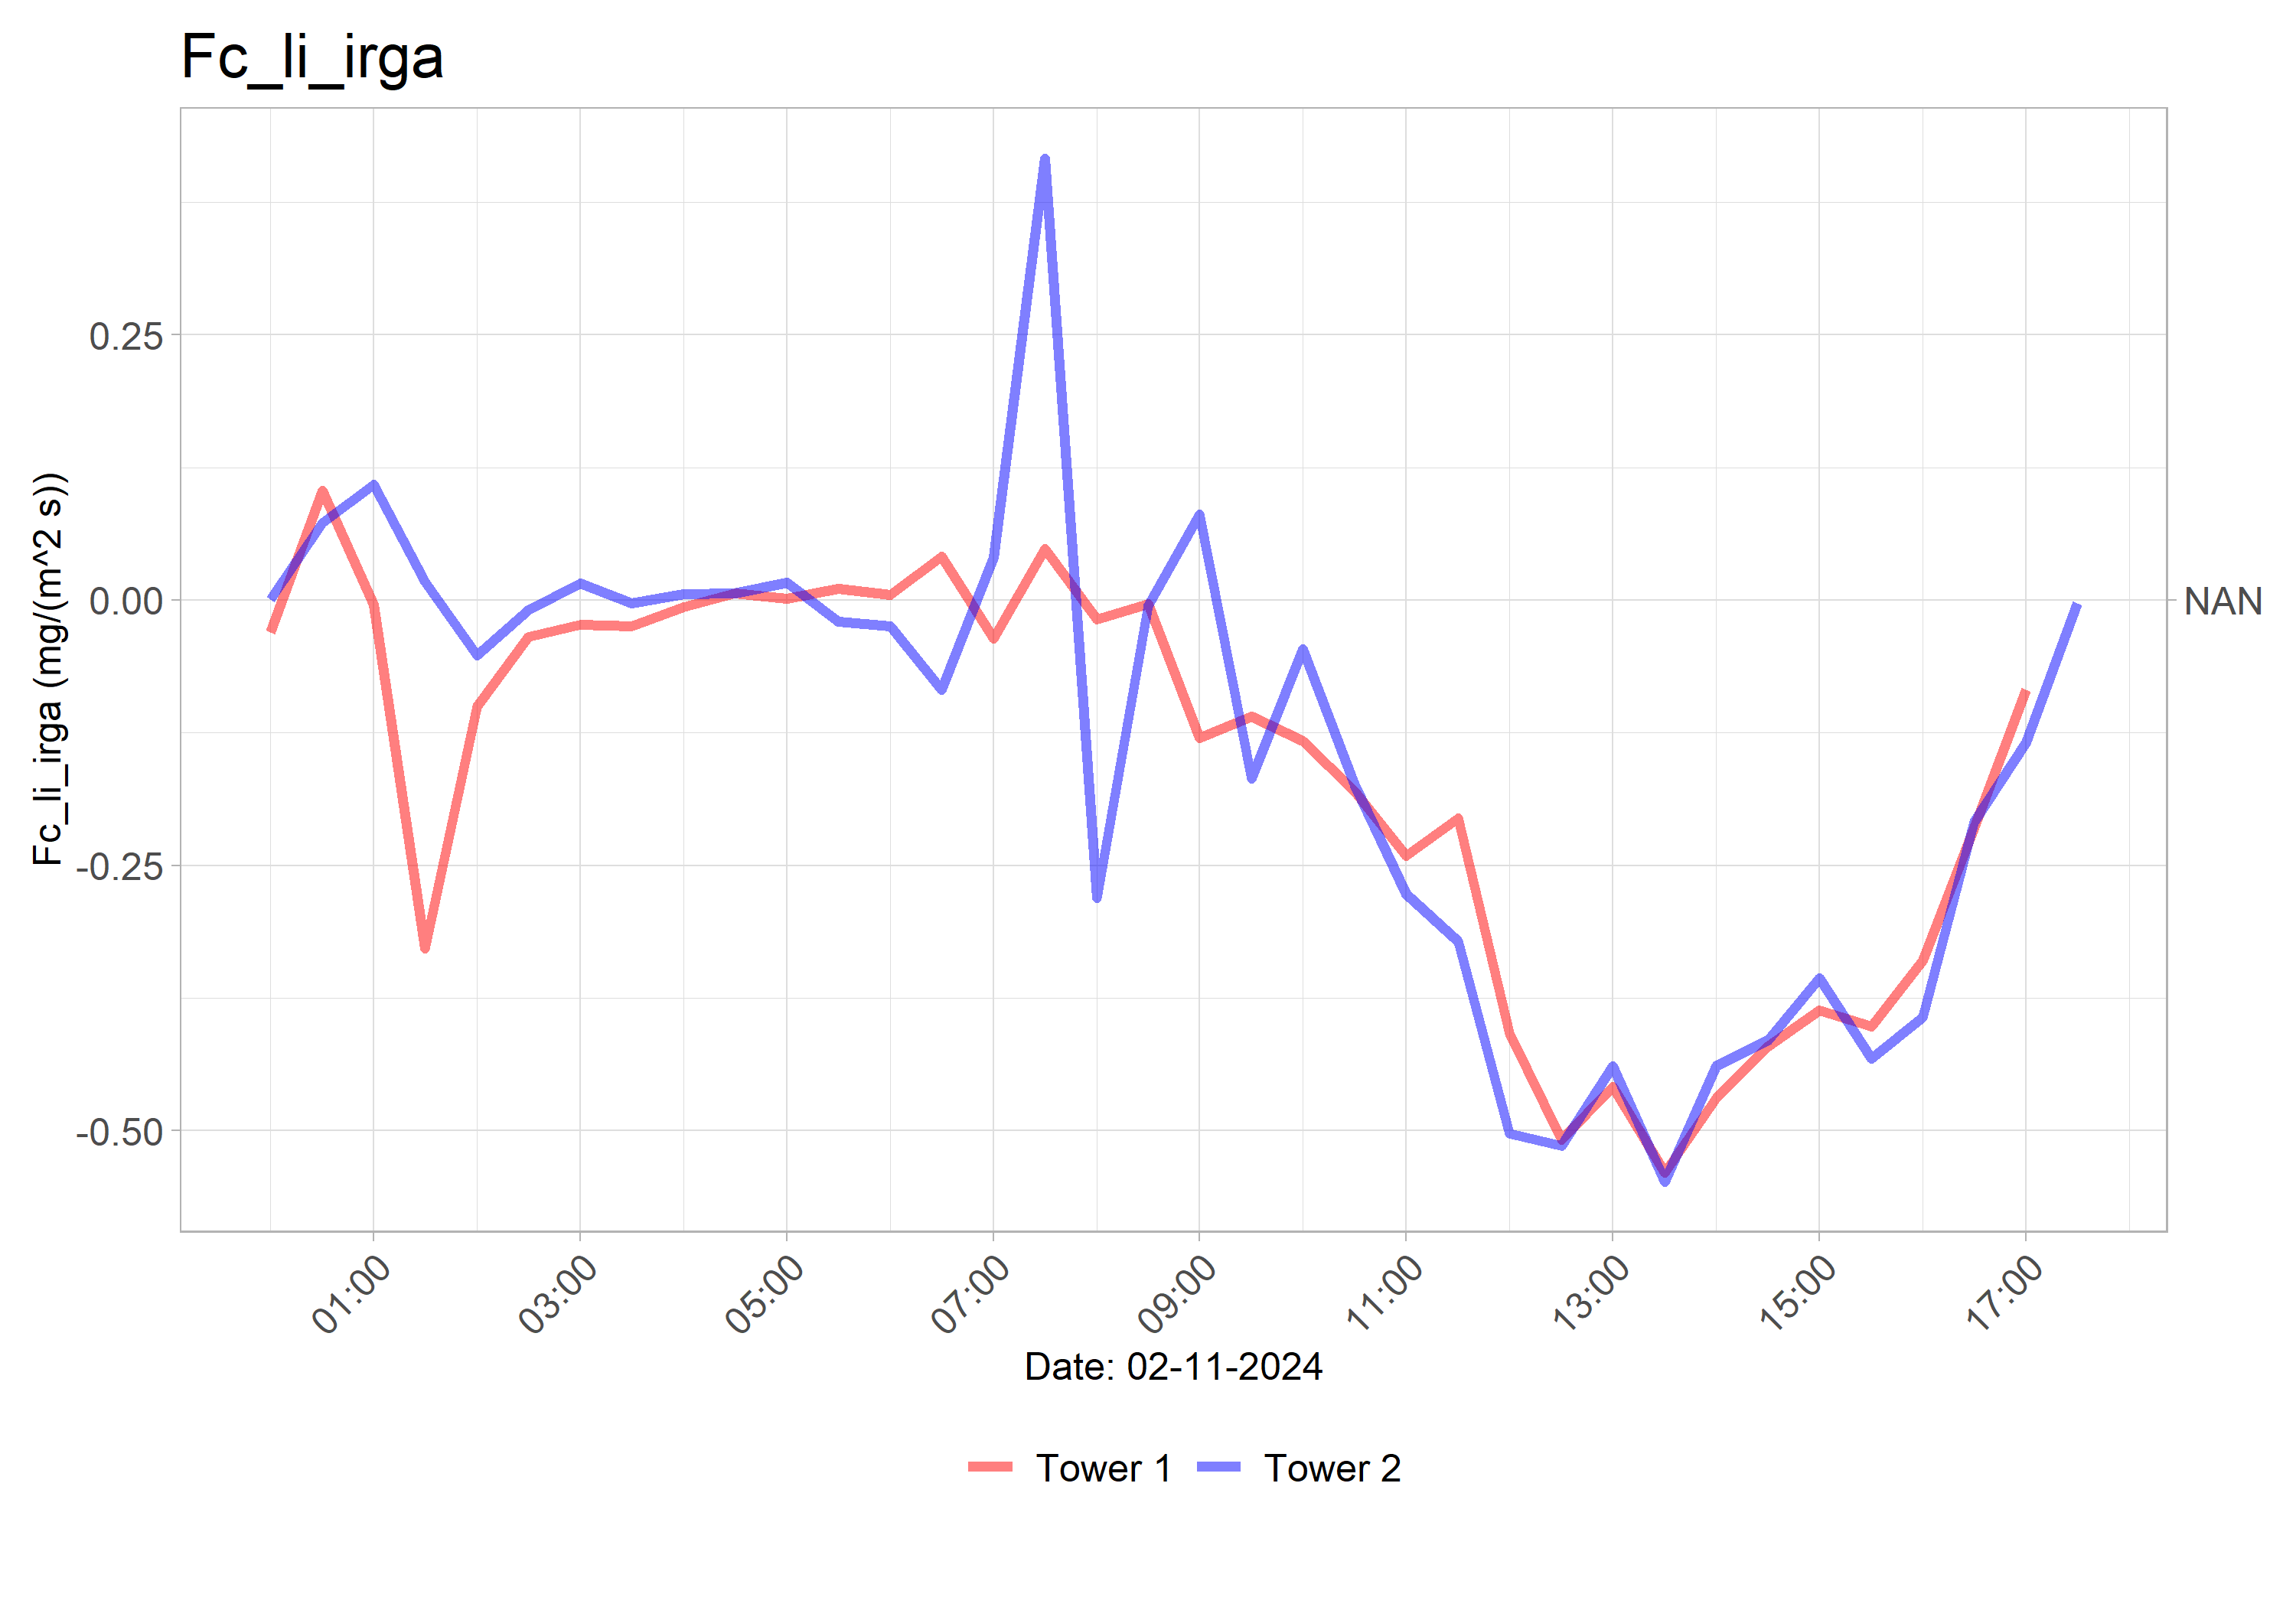 Fc_li_irga
Fc_li_irga (mg/(m^2 s))
0.25
0.00
-0.25
-0.50
NAN
01:00 03:00 05:00 07:00 09:00 11:00 13:00 15:00 17:00
Date: 02-11-2024
Tower 1 Tower 2